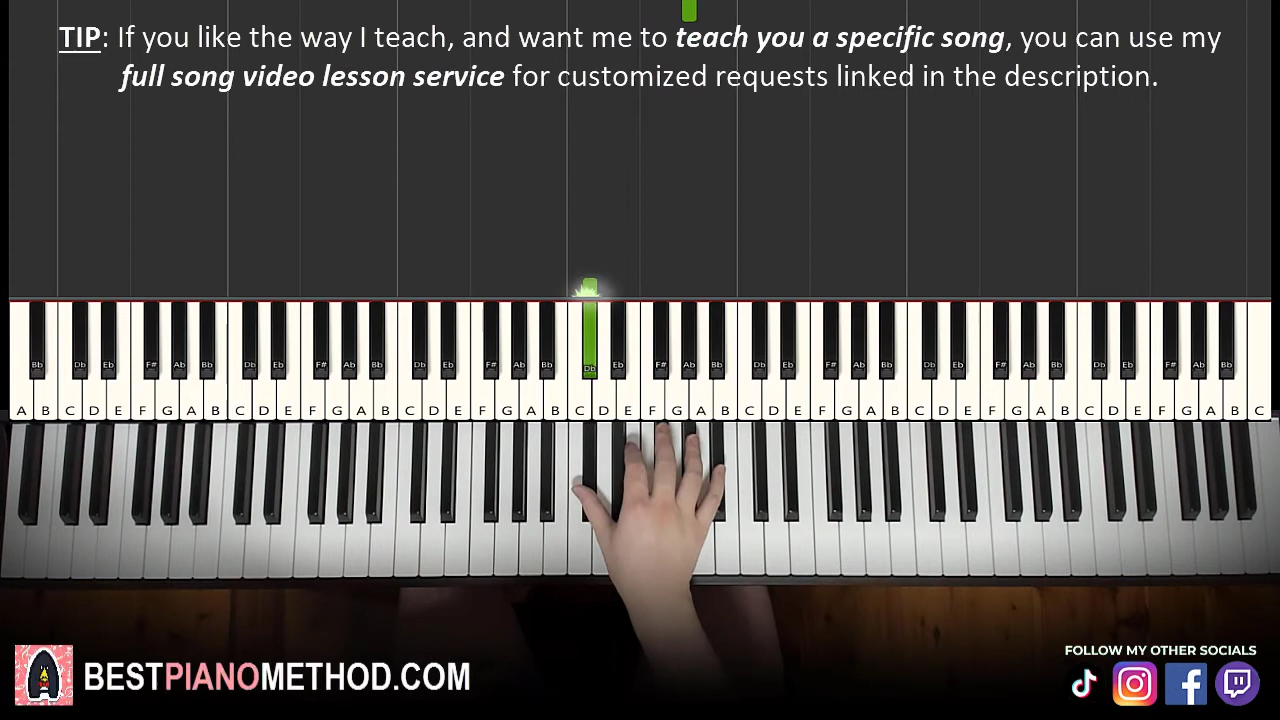 TIP: If you like the way I teach, and want me to teach you a specific song, you can use my
full song video lesson service for customized requests linked in the description.
Bb Db Eb F# Ab Bb Db Eb F# Ab Bb Db Eb F# Ab Bb Db Eb F# Ab Bb Db Eb F# Ab Bb Db Eb F# Ab Bb Db Eb F# Ab Bb
A B C D E F G A B C D E F G A B C D E F G A B C D E F G A B C D E F G A B C D E F G A B C D E F G A B C
FOLLOW MY OTHER SOCIALS
BESTPIANOMETHOD.COM